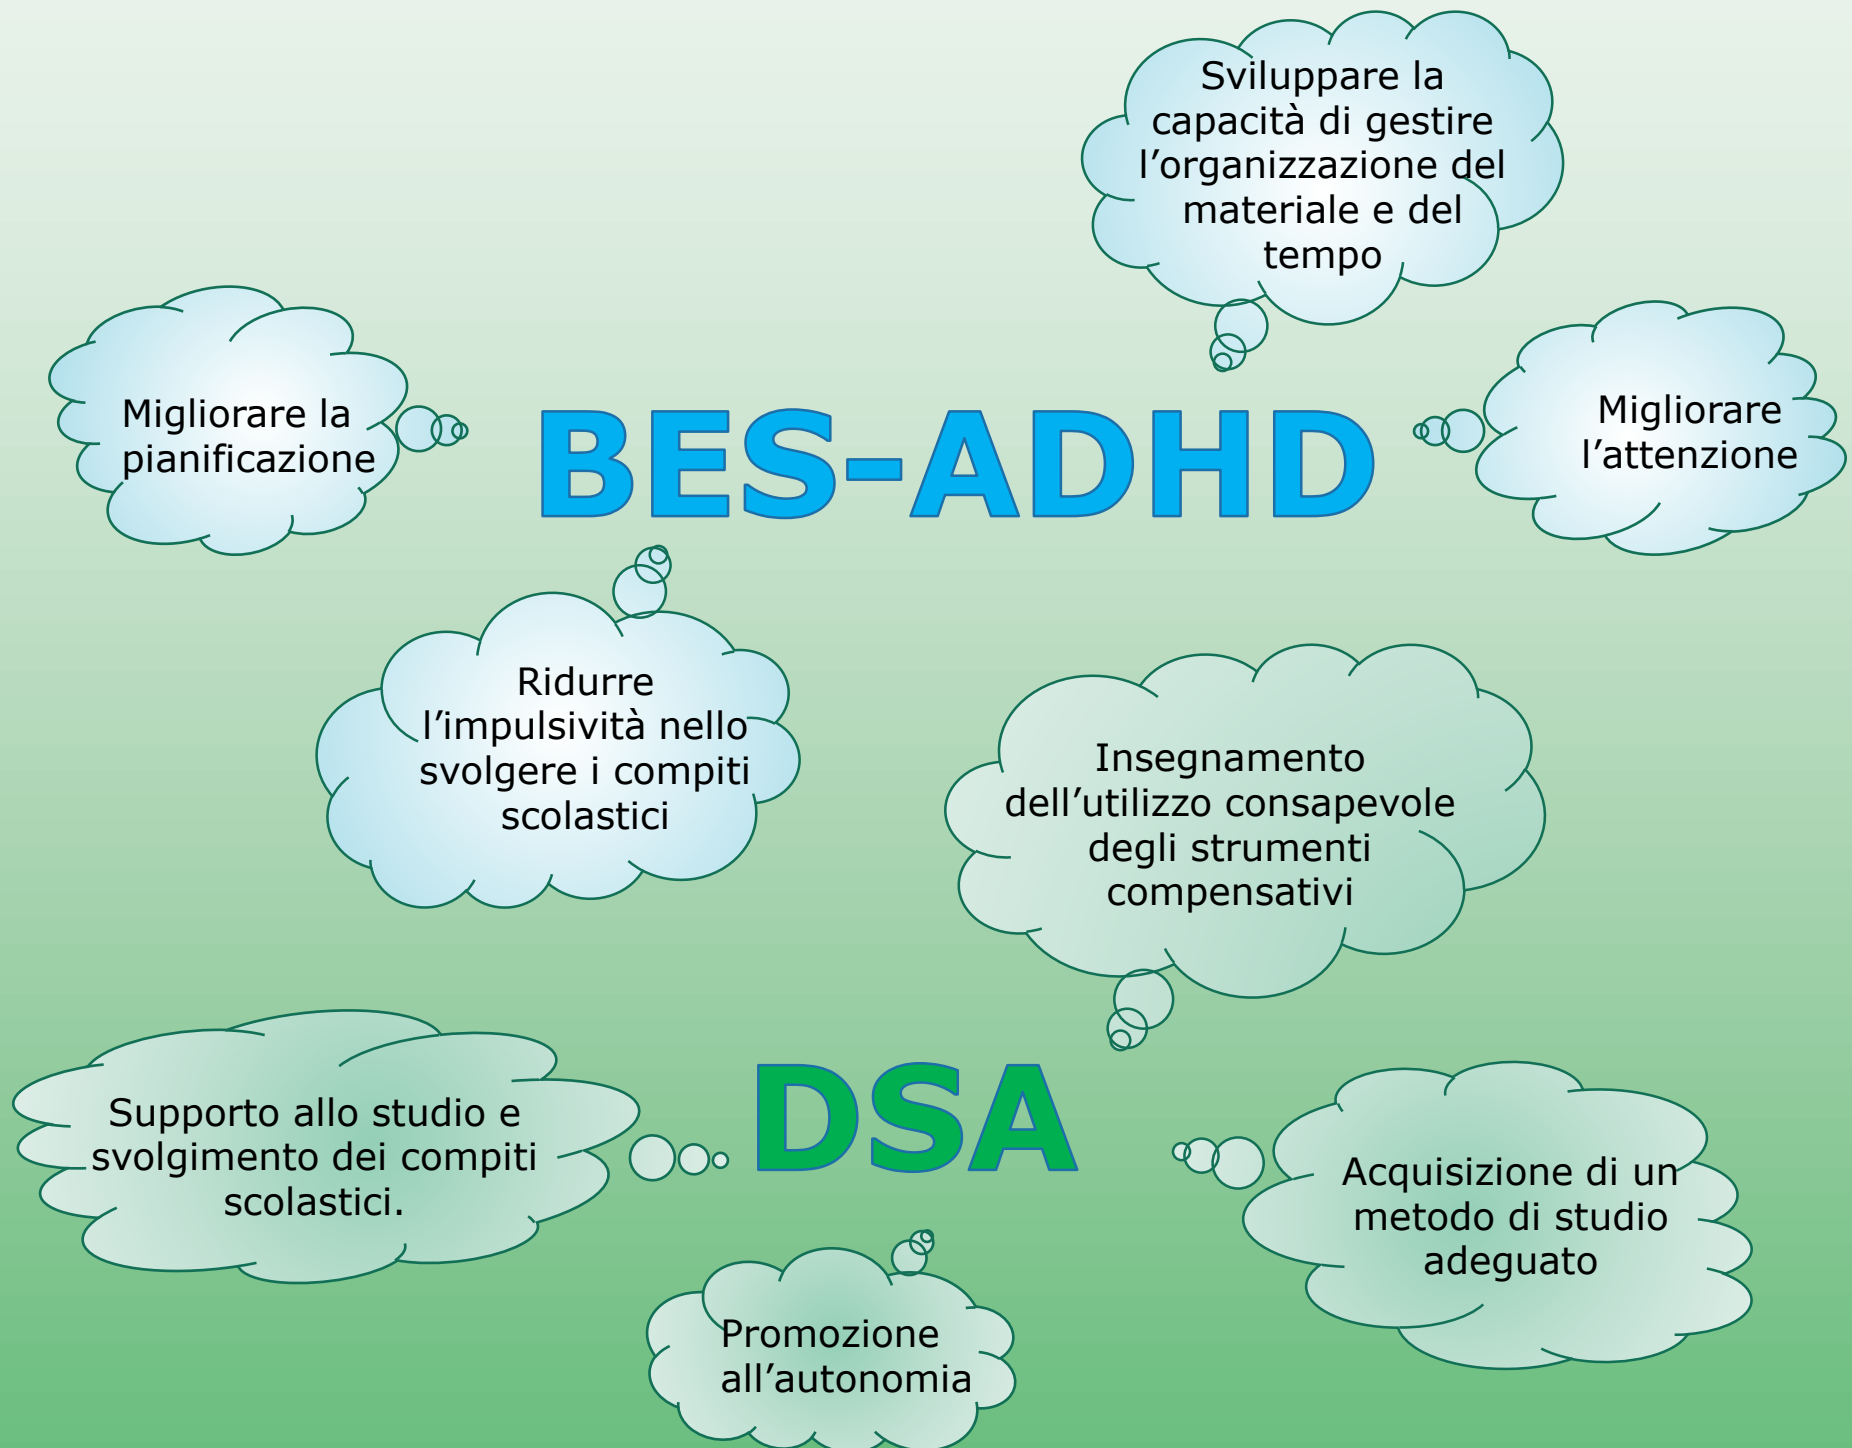 Sviluppare la
capacità di gestire
l’organizzazione del
materiale e del
tempo
Migliorare la
pianificazione
BES-ADHD
Migliorare
l’attenzione
Ridurre
l’impulsività nello
svolgere i compiti
scolastici
Insegnamento
dell’utilizzo consapevole
degli strumenti
compensativi
Supporto allo studio e
svolgimento dei compiti
scolastici.
DSA
Acquisizione di un
metodo di studio
adeguato
Promozione
all’autonomia